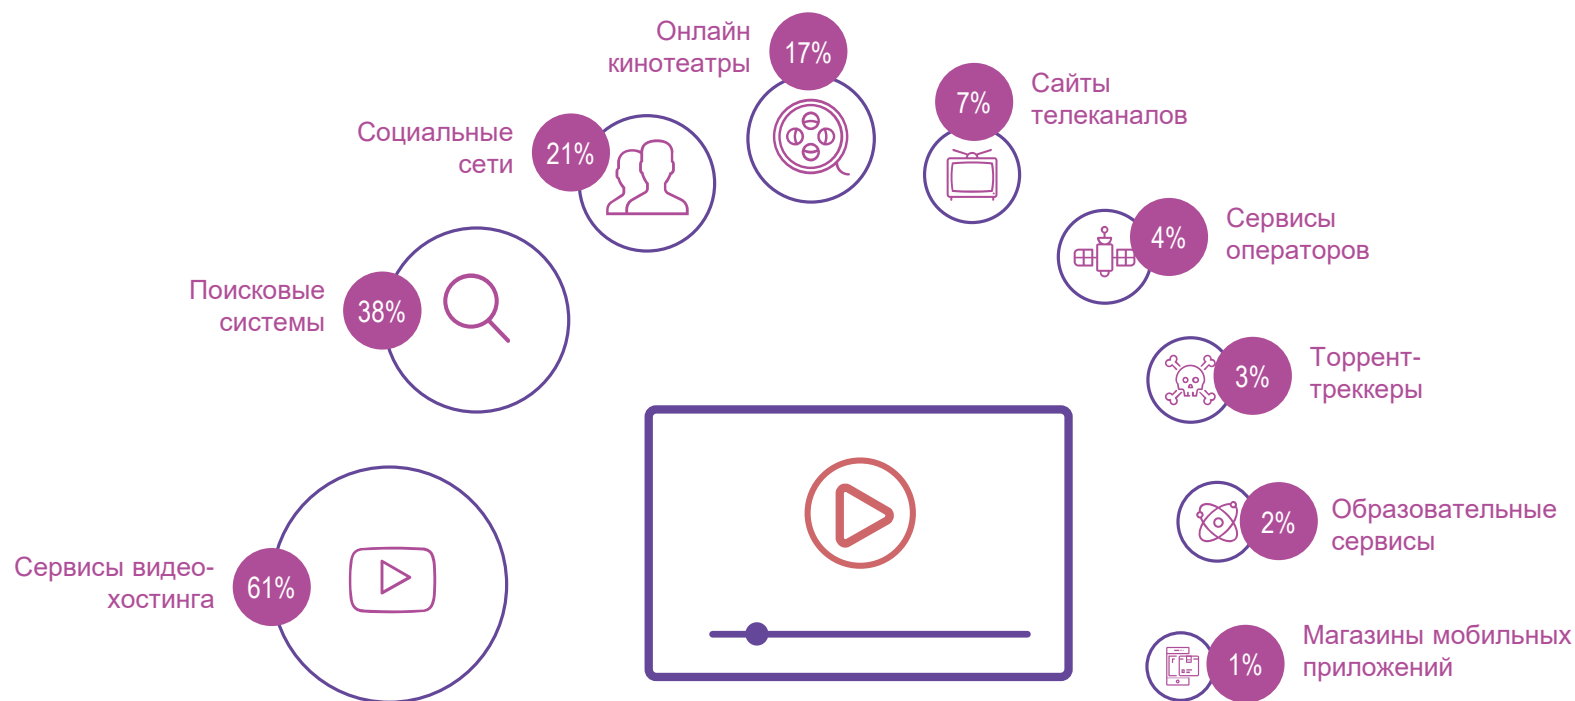 Онлайн
кинотеатры
17%
7%
Сайты
телеканалов
Социальные
сети
21%
4%
Сервисы
операторов
Поисковые
системы
38%
3%
Торрент-
треккеры
2%
Образовательные
сервисы
Сервисы видео-
хостинга
61%
1%
Магазины мобильных
приложений